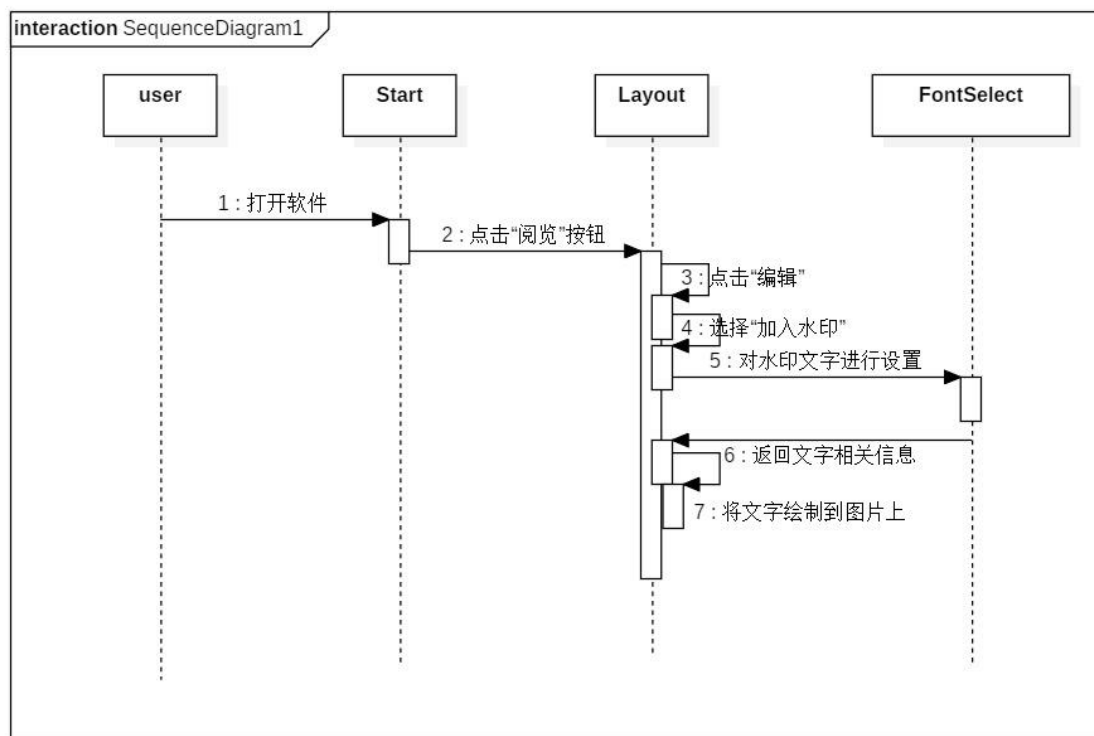 interaction SequenceDiagram1
user
Start
Layout
FontSelect
1 : 打开软件
2 : 点击“阅览”按钮
3 : 点击“编辑”
4 : 选择“加入水印”
5 : 对水印文字进行设置
6 : 返回文字相关信息
7 : 将文字绘制到图片上